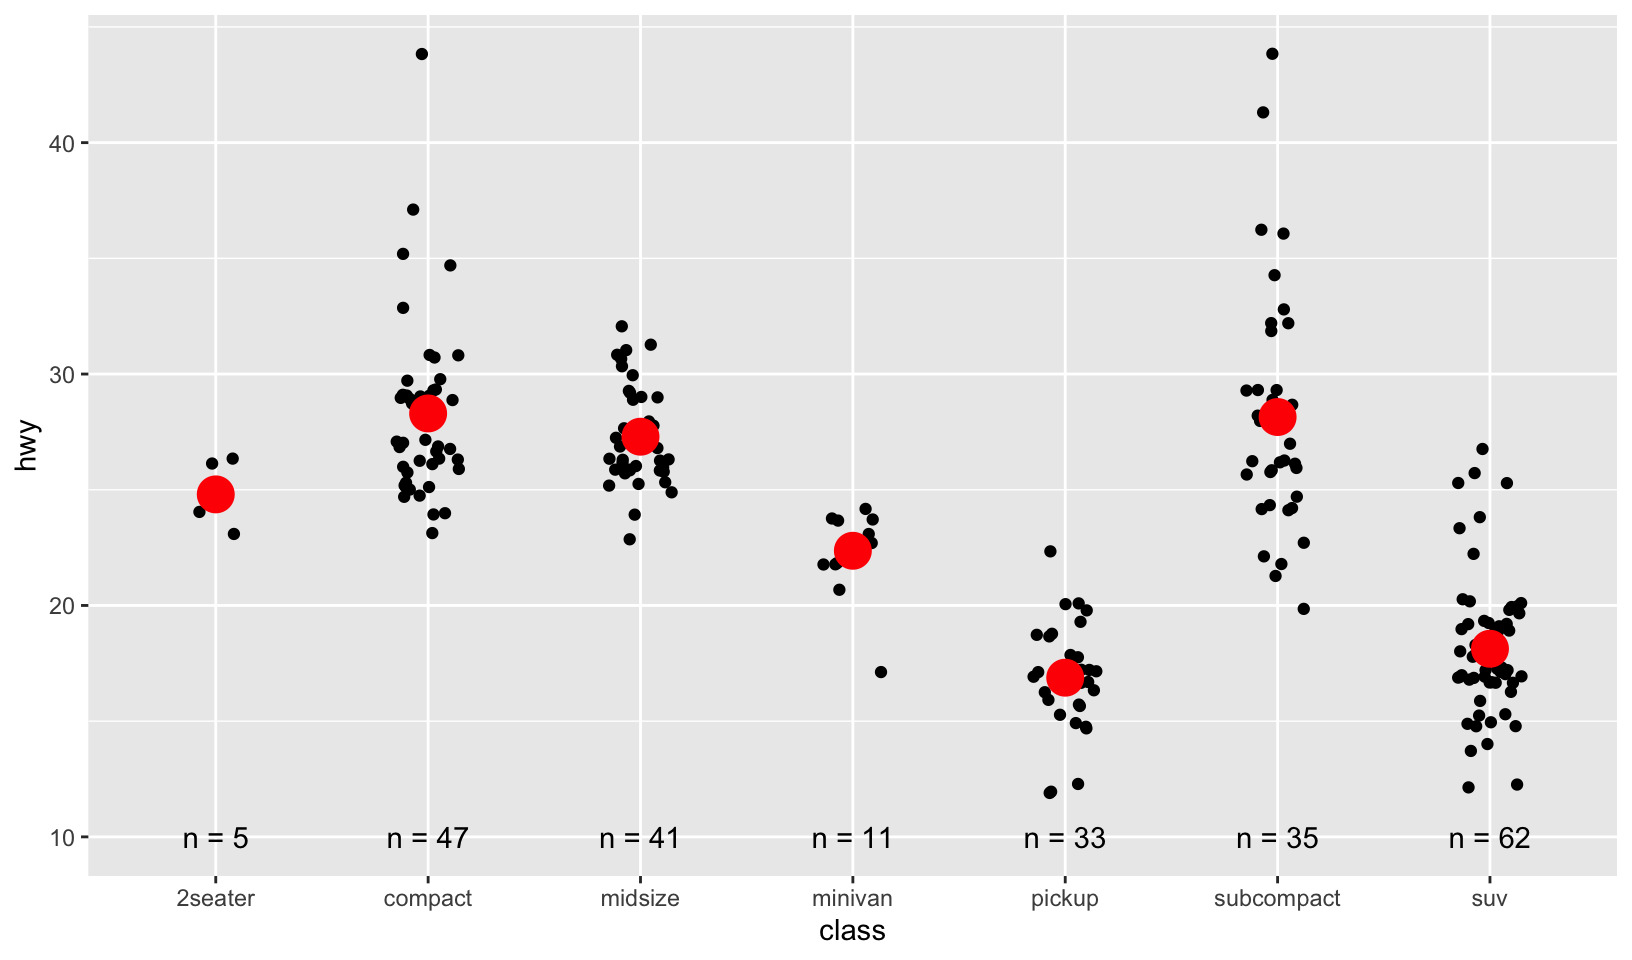 40
30
20
10
hwy
n = 5 n = 47 n = 41 n = 11 n = 33 n = 35 n = 62
2seater compact midsize minivan pickup subcompact suv
class